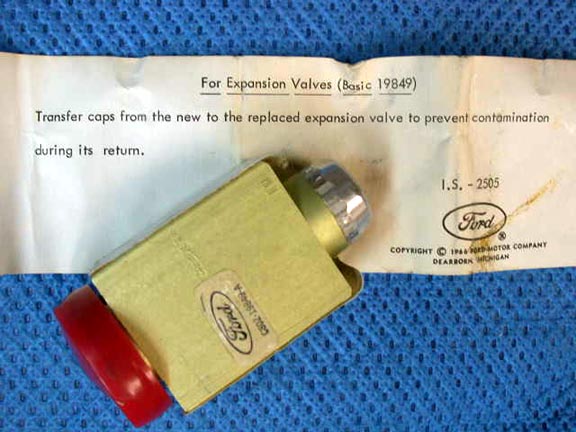 For Expansion Valves (Basic 19849)
Transfer caps from the new to the replaced expansion valve to prevent contamination
during its return.
I.S. - 2505
Ford
®
COPYRIGHT © 1966 FORD MOTOR COMPANY
DEARBORN MICHIGAN
Ford